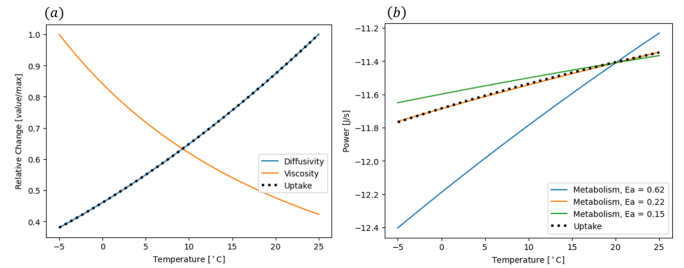 (a)
1.0
0.9
0.8
0.7
0.6
0.5
0.4
Relative Change [value/max]
Diffusivity
Viscosity
Uptake
-5 0 5 10 15 20 25
Temperature [°C]
(b)
−11.2
−11.4
−11.6
−11.8
−12.0
−12.2
−12.4
Power [J/s]
Metabolism, Ea = 0.62
Metabolism, Ea = 0.22
Metabolism, Ea = 0.15
Uptake
-5 0 5 10 15 20 25
Temperature [°C]